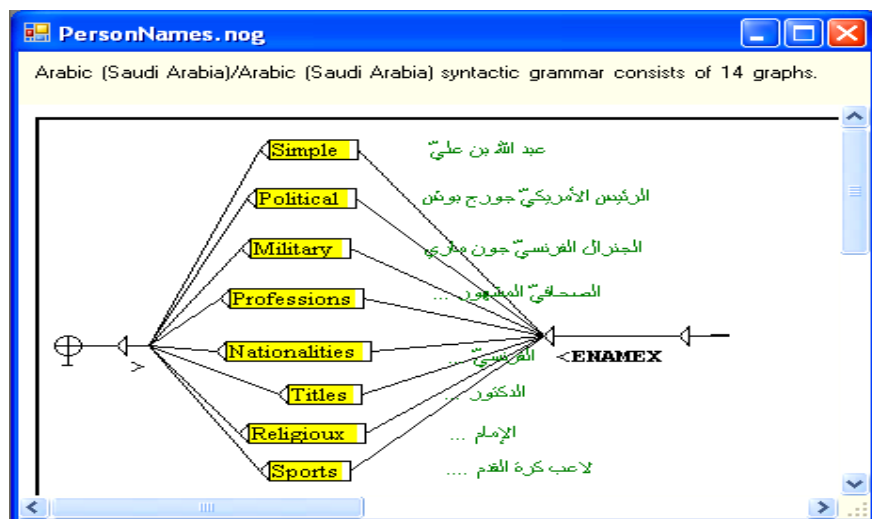 PersonNames.nog
Arabic (Saudi Arabia)/Arabic (Saudi Arabia) syntactic grammar consists of 14 graphs.
Simple عبد الله بن عليّ
Political الرئيس الأمريكيّ جورج بوش
Military الجنرال الفرنسيّ جون ماري
Professions الصحافيّ المشهور ...
Nationalities الفرنسيّ ...
<ENAMEX
>
Titles الدكتور ...
Religioux الإمام ...
Sports لاعب كرة القدم ....